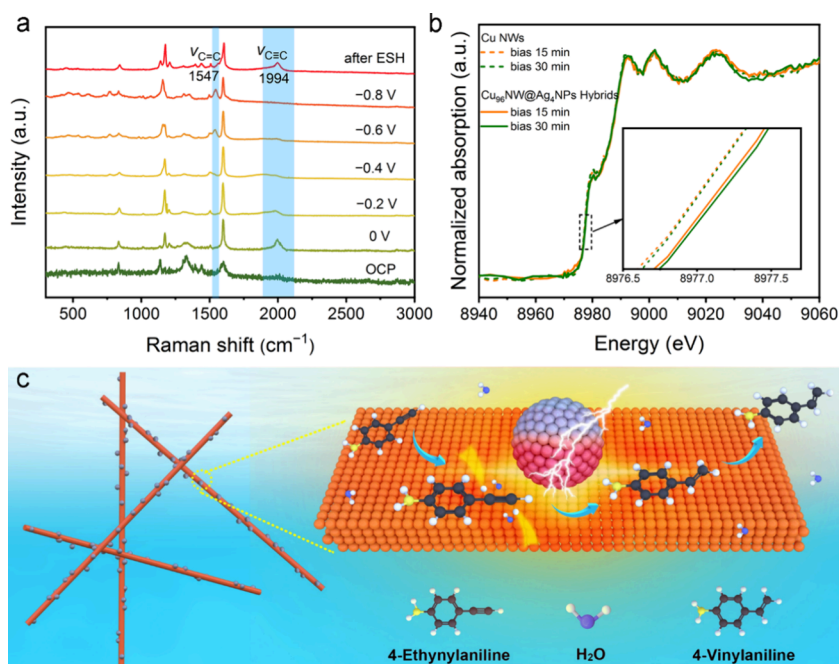 a
Intensity (a.u.)
νC=C
1547
νC≡C
1994
after ESH
−0.8 V
−0.6 V
−0.4 V
−0.2 V
0 V
OCP
500 1000 1500 2000 2500 3000
Raman shift (cm⁻¹)
b
Normalized absorption (a.u.)
Cu NWs
bias 15 min
bias 30 min
Cu₉₆NW@Ag₄NPs Hybrids
bias 15 min
bias 30 min
8976.5 8977.0 8977.5
8940 8960 8980 9000 9020 9040 9060
Energy (eV)
c
4-Ethynylaniline H₂O 4-Vinylaniline